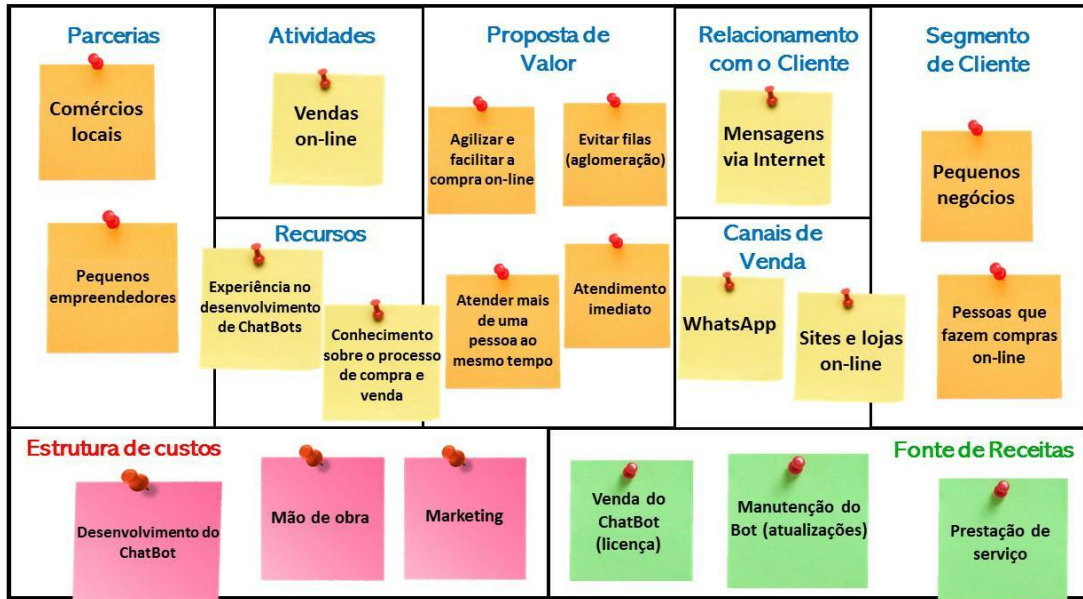 Parcerias
Comércios
locais
Pequenos
empreendedores
Atividades
Vendas
on-line
Recursos
Experiência no
desenvolvimento
de ChatBots
Conhecimento
sobre o processo
de compra e
venda
Proposta de
Valor
Agilizar e
facilitar a
compra on-line
Evitar filas
(aglomeração)
Atender mais
de uma
pessoa ao
mesmo tempo
Atendimento
imediato
Relacionamento
com o Cliente
Mensagens
via Internet
Canais de
Venda
WhatsApp
Sites e lojas
on-line
Segmento
de Cliente
Pequenos
negócios
Pessoas que
fazem compras
on-line
Estrutura de custos
Desenvolvimento do
ChatBot
Mão de obra
Marketing
Fonte de Receitas
Venda do
ChatBot
(licença)
Manutenção do
Bot (atualizações)
Prestação de
serviço